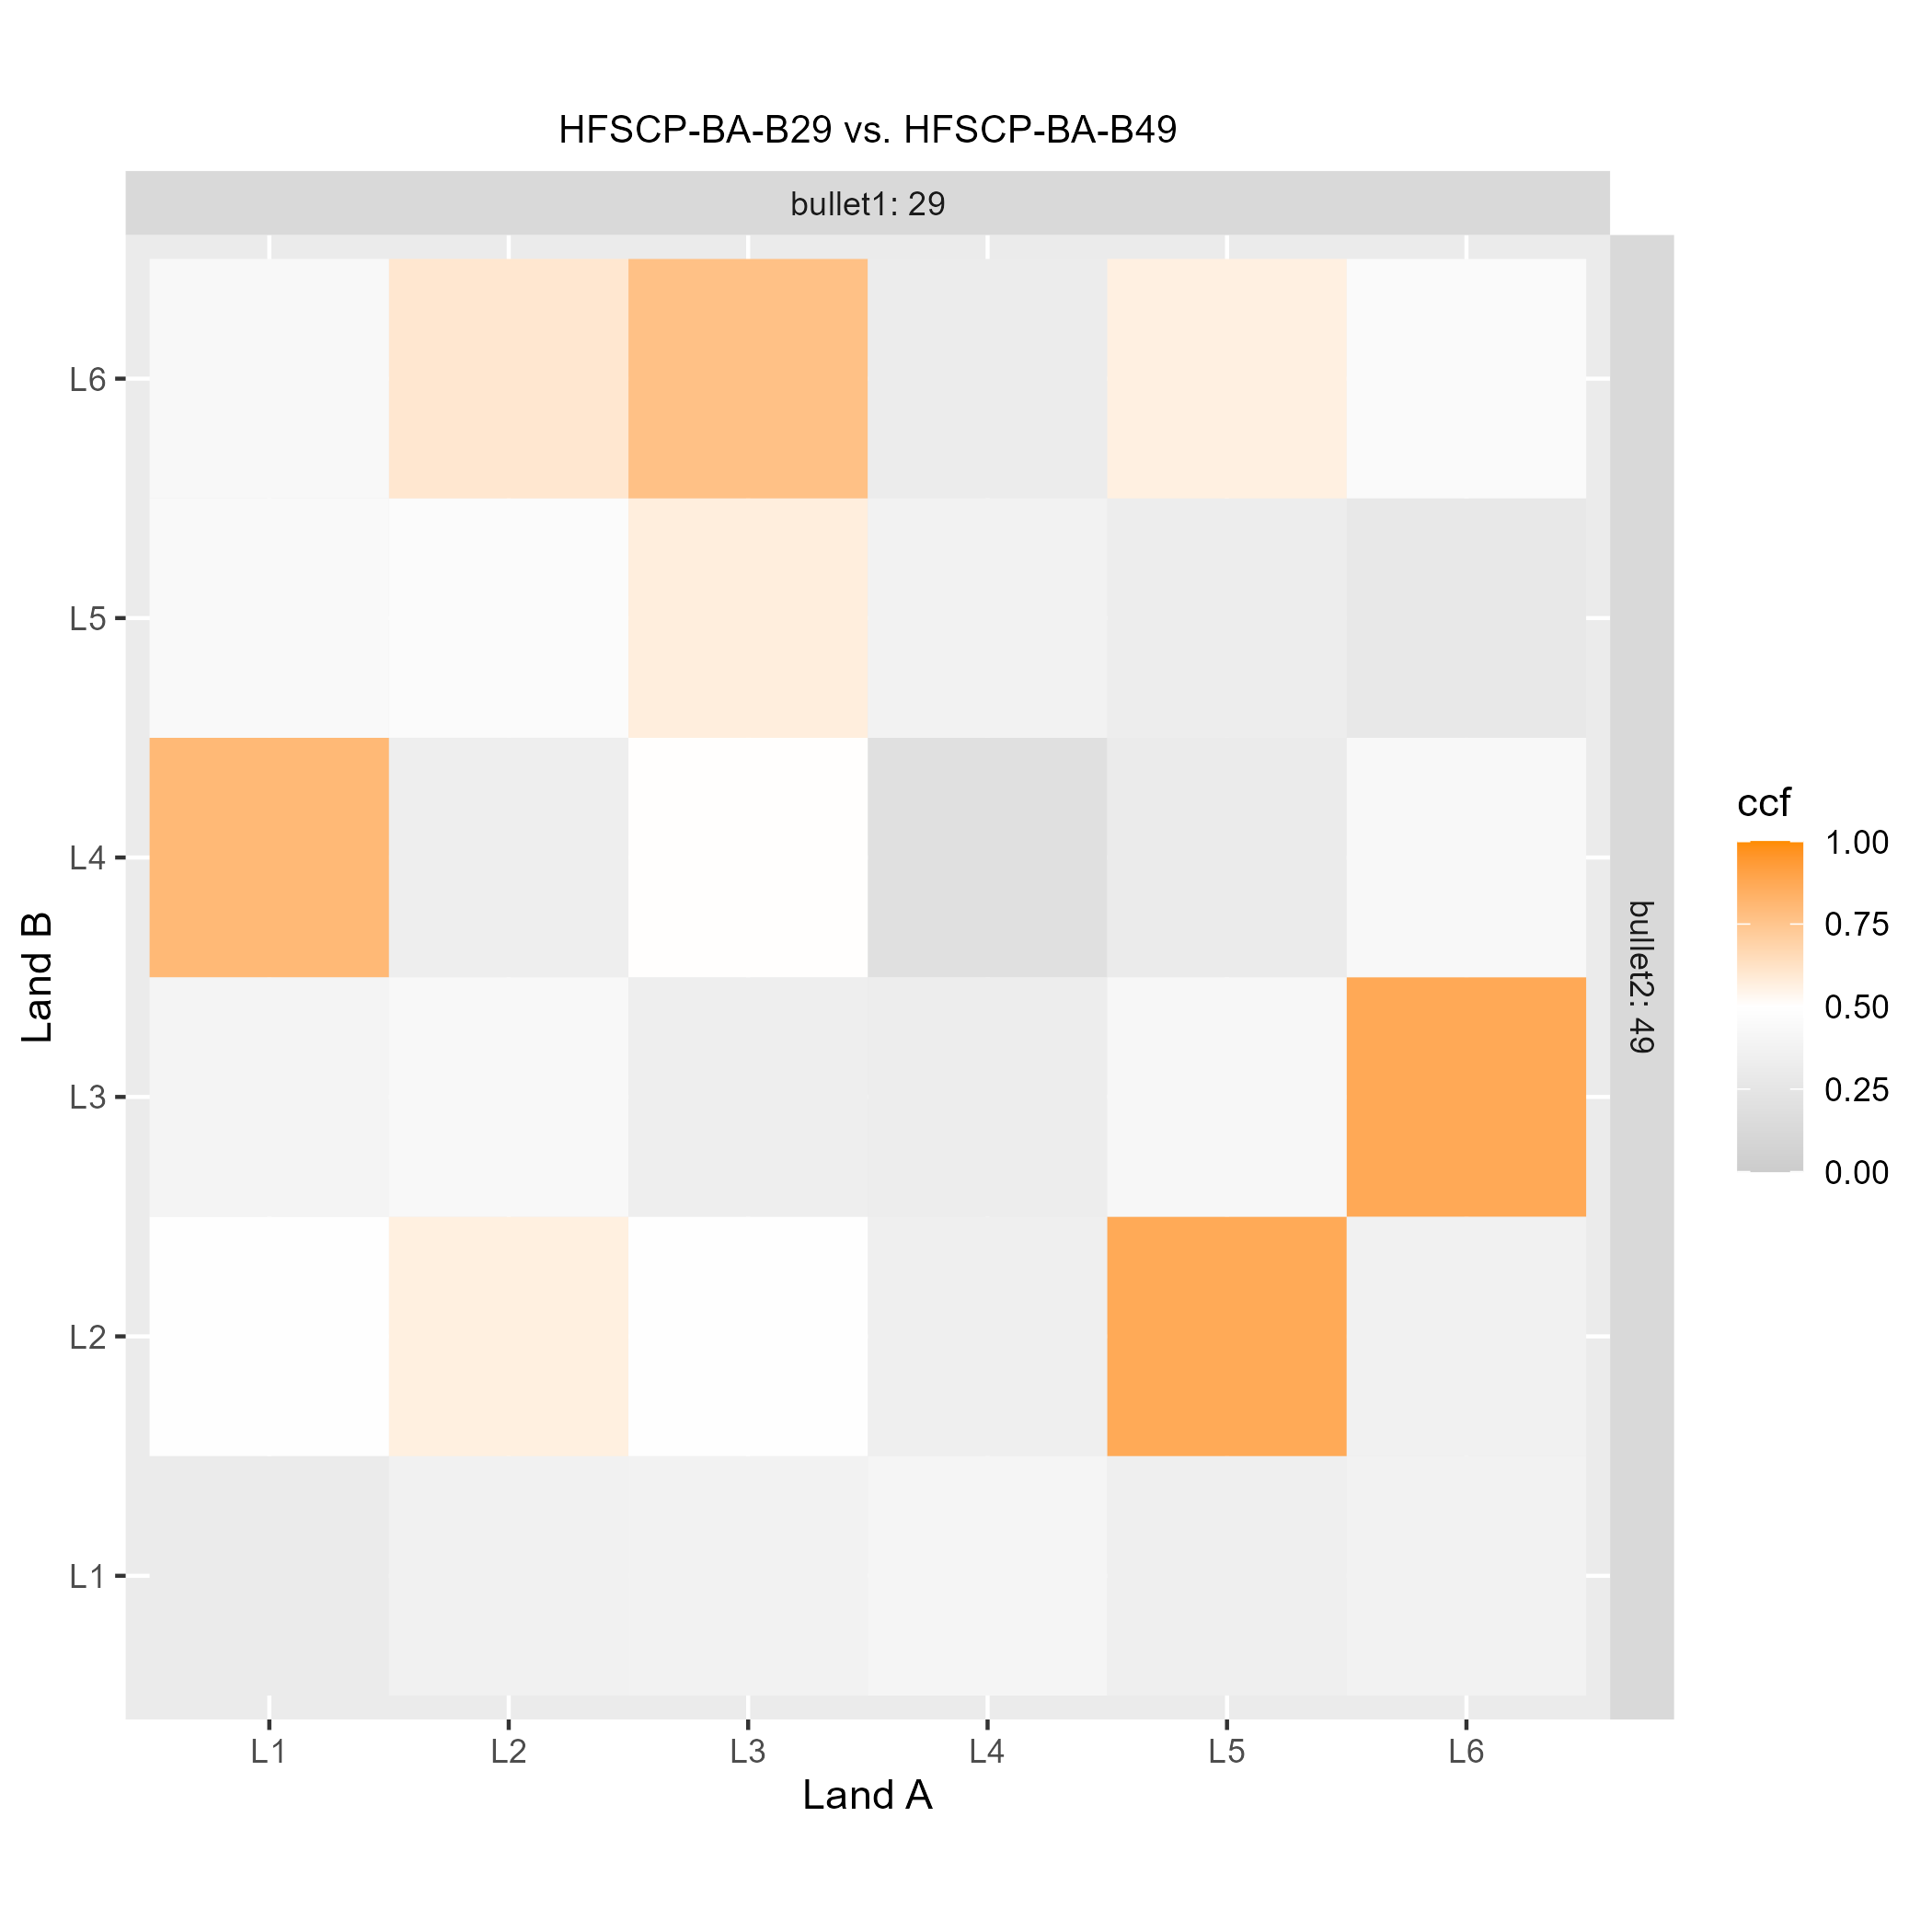 HFSCP-BA-B29 vs. HFSCP-BA-B49
bullet1: 29
L6
L5
L4
L3
L2
L1
Land B
bullet2: 49
ccf
1.00
0.75
0.50
0.25
0.00
L1 L2 L3 L4 L5 L6
Land A